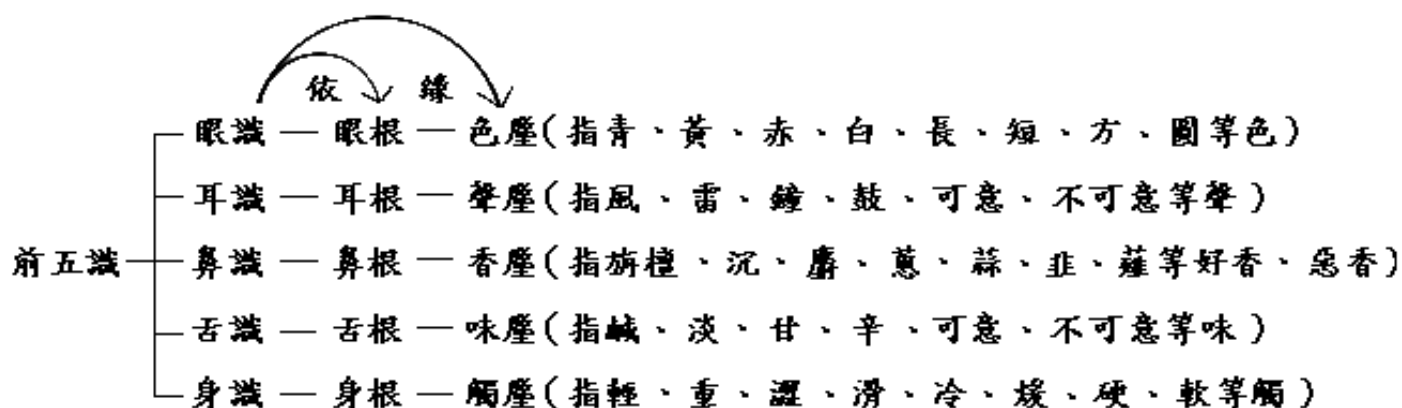 依 緣
眼識 — 眼根 — 色塵(指青、黃、赤、白、長、短、方、圓等色)
耳識 — 耳根 — 聲塵(指風、雷、鐘、鼓、可意、不可意等聲)
前五識 鼻識 — 鼻根 — 香塵(指旃檀、沉、麝、蔥、蒜、韭、薤等好香、惡香)
舌識 — 舌根 — 味塵(指鹹、淡、甘、辛、可意、不可意等味)
身識 — 身根 — 觸塵(指輕、重、澀、滑、冷、煖、硬、軟等觸)